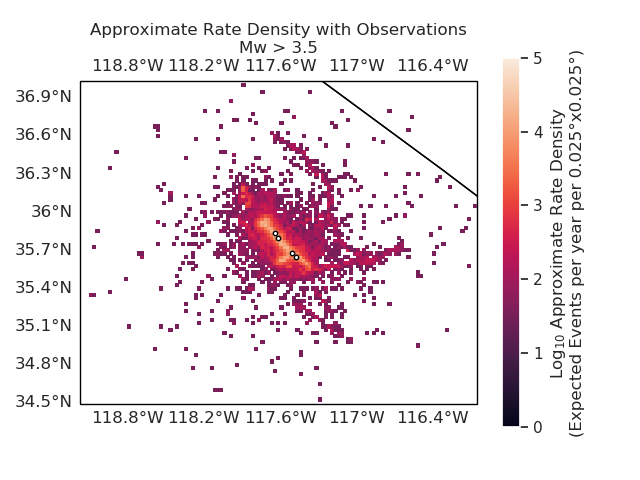 Approximate Rate Density with Observations
Mw > 3.5
118.8°W 118.2°W 117.6°W 117°W 116.4°W
36.9°N
36.6°N
36.3°N
36°N
35.7°N
35.4°N
35.1°N
34.8°N
34.5°N
118.8°W 118.2°W 117.6°W 117°W 116.4°W
5
4
3
2
1
0
Log₁₀ Approximate Rate Density
(Expected Events per year per 0.025°x0.025°)